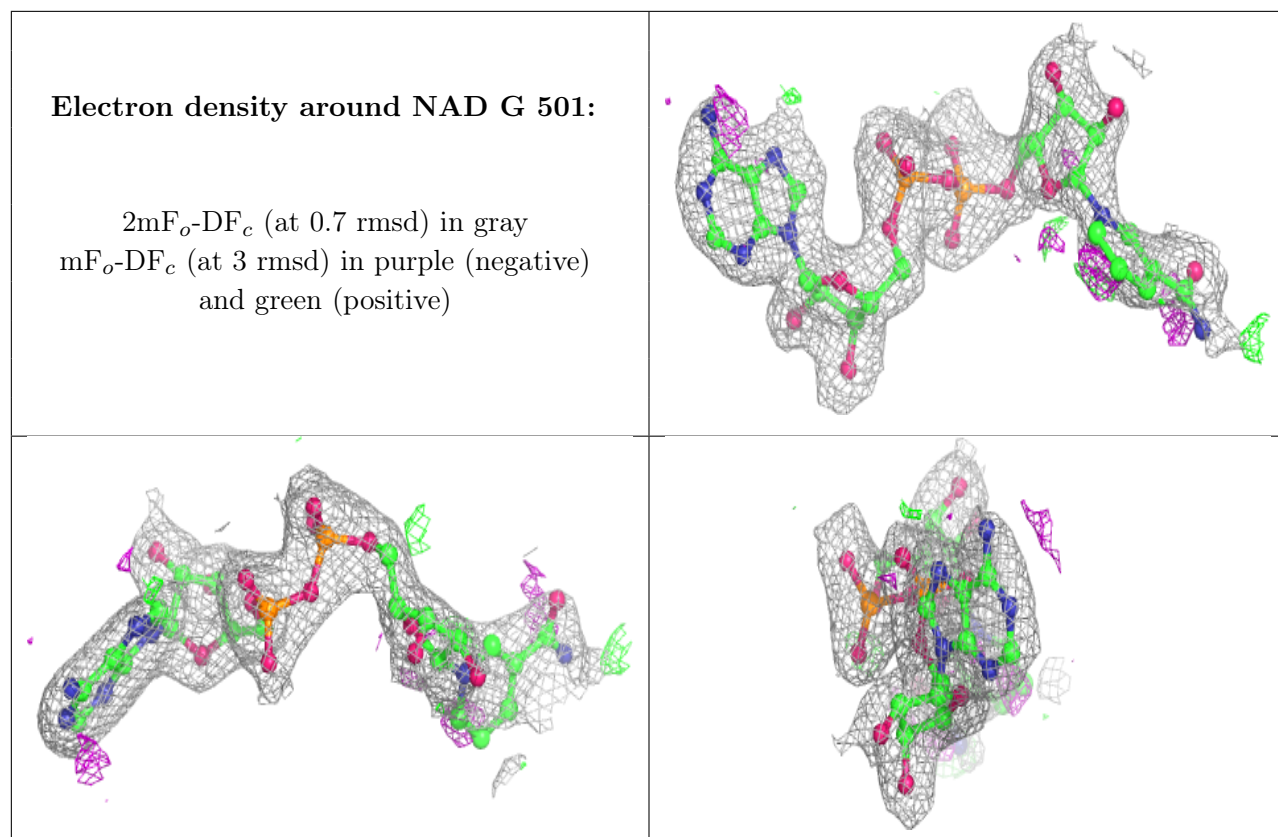 Electron density around NAD G 501:
2mFo-DFc (at 0.7 rmsd) in gray
mFo-DFc (at 3 rmsd) in purple (negative)
and green (positive)